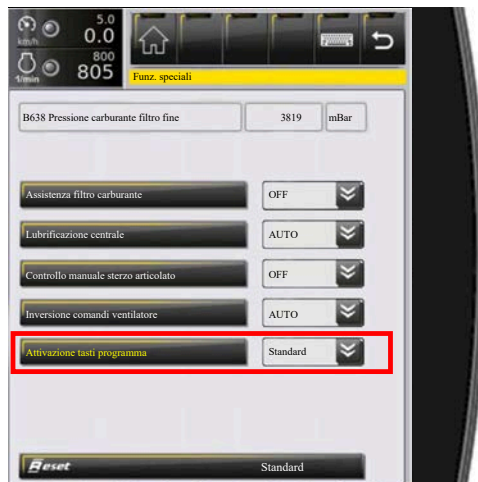 5.0
km/h 0.0
800
1/min 805
Funz. speciali
B638 Pressione carburante filtro fine 3819 mBar
Assistenza filtro carburante OFF
Lubrificazione centrale AUTO
Controllo manuale sterzo articolato OFF
Inversione comandi ventilatore AUTO
Attivazione tasti programma Standard
Reset Standard